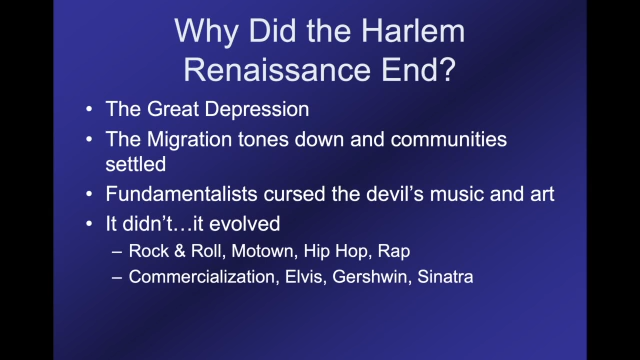 Why Did the Harlem
Renaissance End?
• The Great Depression
• The Migration tones down and communities
settled
• Fundamentalists cursed the devil's music and art
• It didn't…it evolved
– Rock & Roll, Motown, Hip Hop, Rap
– Commercialization, Elvis, Gershwin, Sinatra